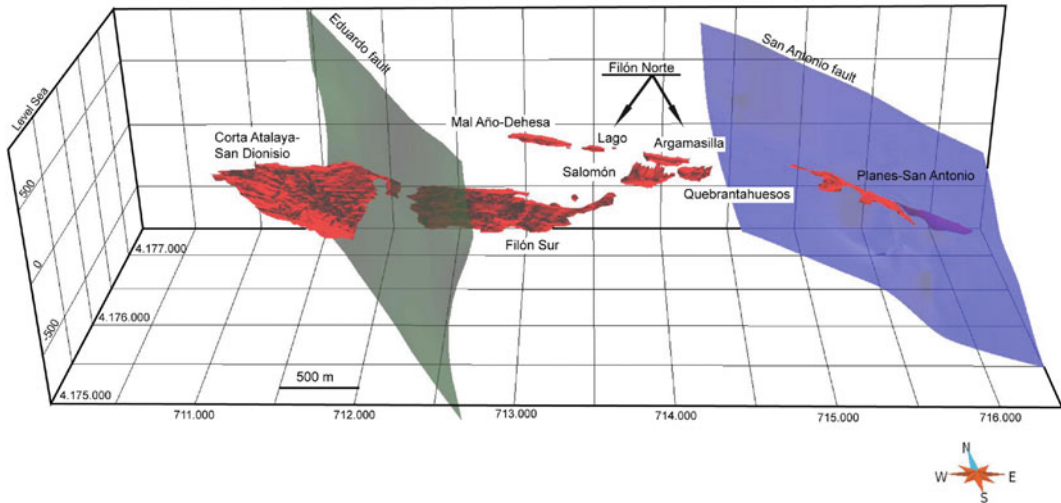 Level Sea
500
0
-500
Eduardo fault
San Antonio fault
Filón Norte
Mal Año-Dehesa
Lago
Argamasilla
Corta Atalaya-
San Dionisio
Salomón
Planes-San Antonio
Quebrantahuesos
Filón Sur
4.177.000
4.176.000
4.175.000
500 m
711.000
712.000
713.000
714.000
715.000
716.000
N
W
E
S